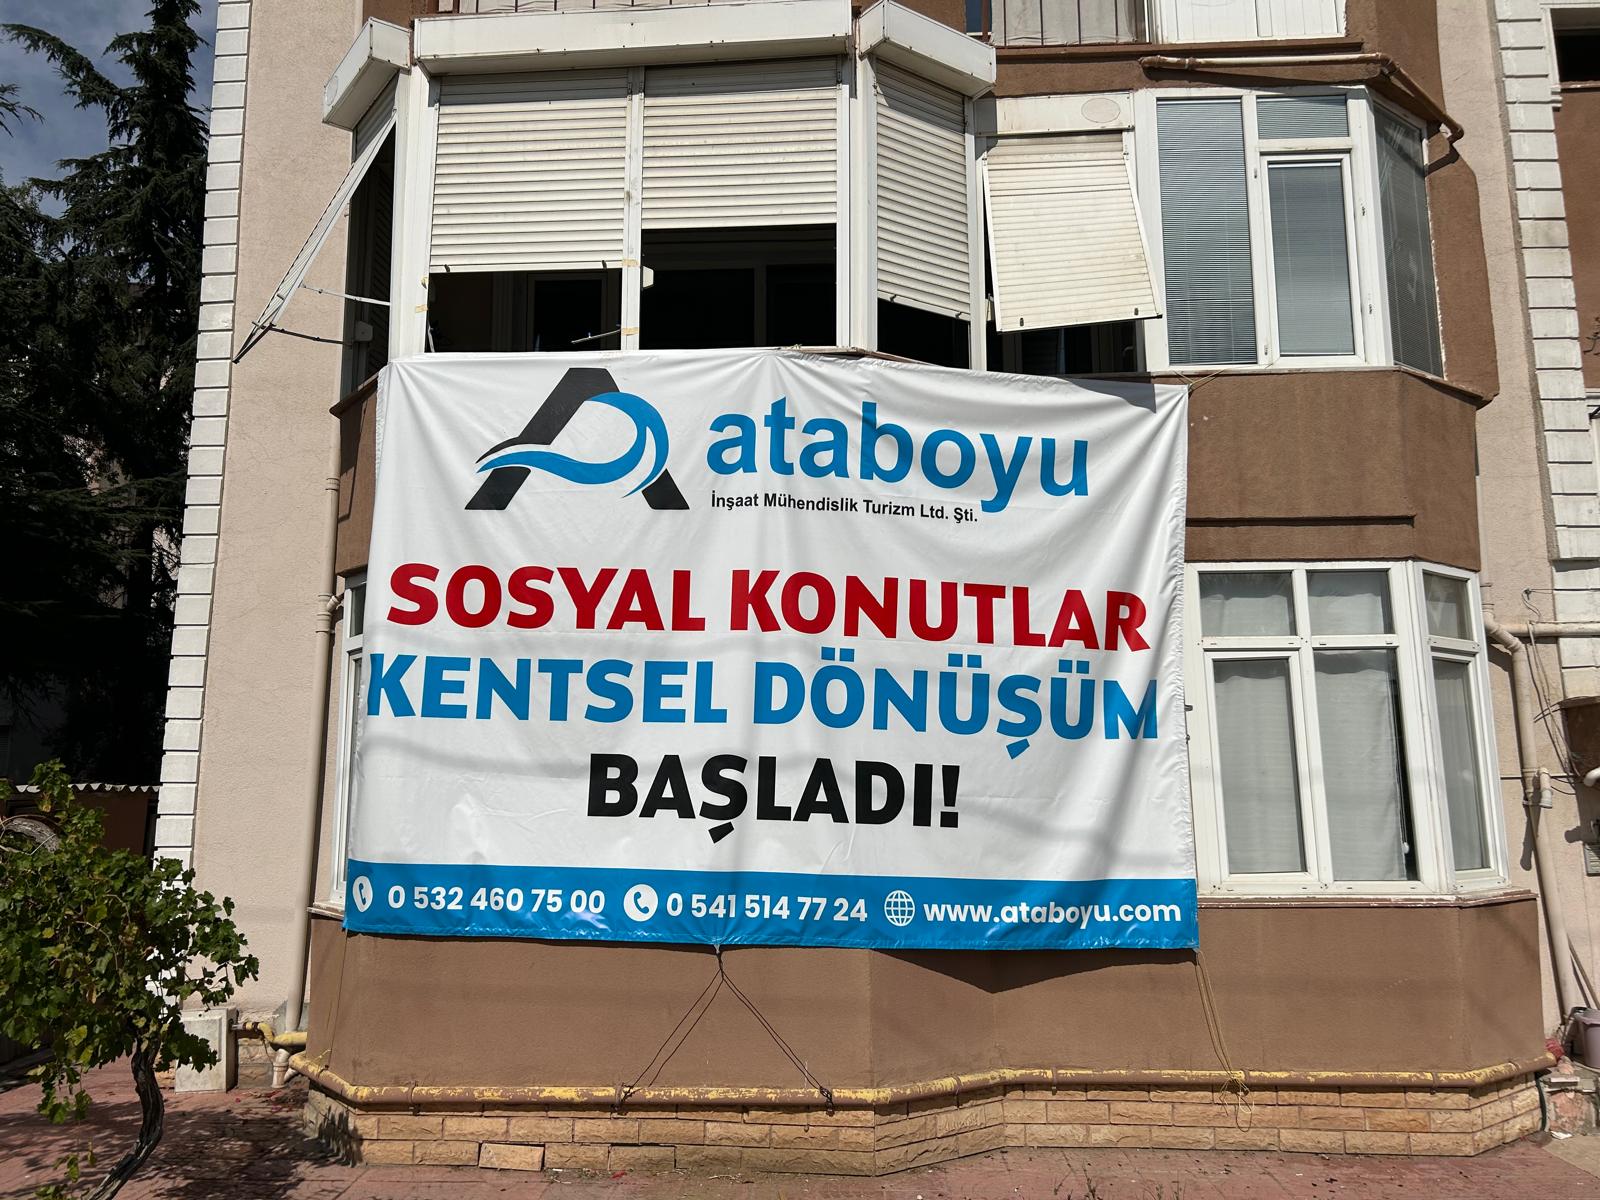 ataboyu
İnşaat Mühendislik Turizm Ltd. Şti.
SOSYAL KONUTLAR
KENTSEL DÖNÜŞÜM
BAŞLADI!
0 532 460 75 00 0 541 514 77 24 www.ataboyu.com